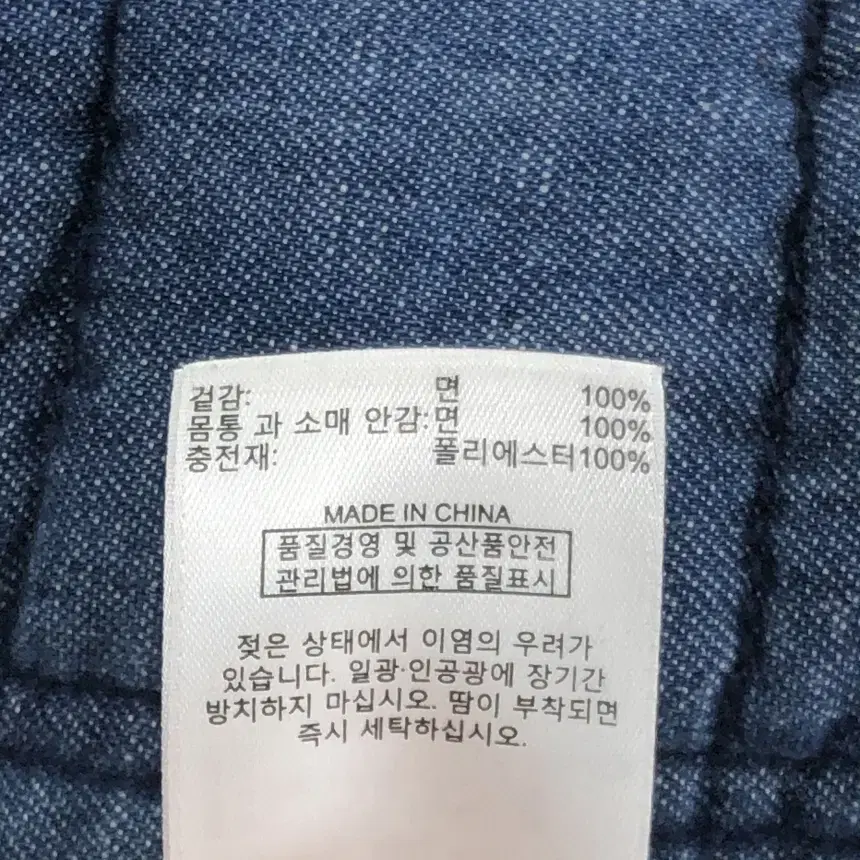 겉감: 면 100%
몸통 과 소매 안감:면 100%
충전재: 폴리에스터100%
MADE IN CHINA
품질경영 및 공산품안전
관리법에 의한 품질표시
젖은 상태에서 이염의 우려가
있습니다. 일광·인공광에 장기간
방치하지 마십시오. 땀이 부착되면
즉시 세탁하십시오.